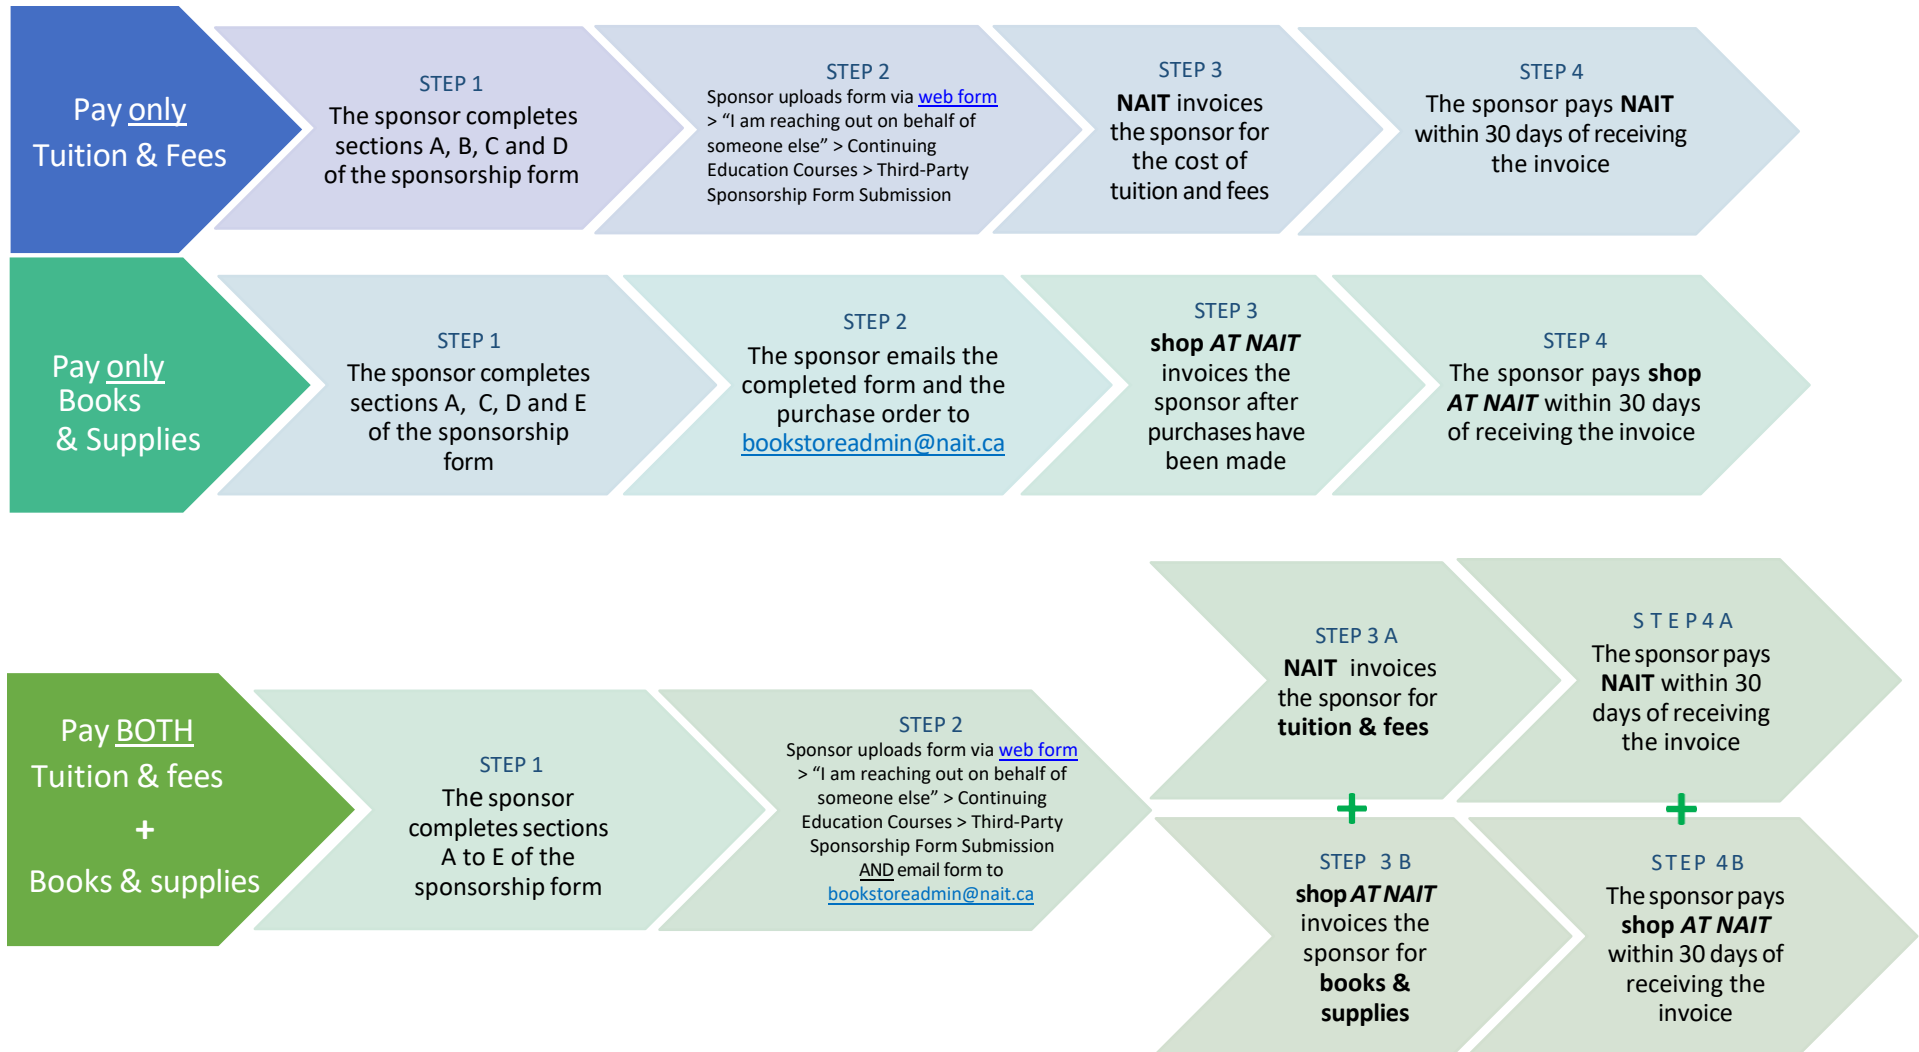 Pay only
Tuition & Fees
STEP 1
The sponsor completes
sections A, B, C and D
of the sponsorship form
STEP 2
Sponsor uploads form via web form
> “I am reaching out on behalf of
someone else” > Continuing
Education Courses > Third-Party
Sponsorship Form Submission
STEP 3
NAIT invoices
the sponsor for
the cost of
tuition and fees
STEP 4
The sponsor pays NAIT
within 30 days of receiving
the invoice
Pay only
Books
& Supplies
STEP 1
The sponsor completes
sections A, C, D and E
of the sponsorship
form
STEP 2
The sponsor emails the
completed form and the
purchase order to
bookstoreadmin@nait.ca
STEP 3
shop AT NAIT
invoices the
sponsor after
purchases have
been made
STEP 4
The sponsor pays shop
AT NAIT within 30 days
of receiving the invoice
Pay BOTH
Tuition & fees
+
Books & supplies
STEP 1
The sponsor
completes sections
A to E of the
sponsorship form
STEP 2
Sponsor uploads form via web form
> “I am reaching out on behalf of
someone else” > Continuing
Education Courses > Third-Party
Sponsorship Form Submission
AND email form to
bookstoreadmin@nait.ca
STEP 3 A
NAIT invoices
the sponsor for
tuition & fees
STEP 4 A
The sponsor pays
NAIT within 30
days of receiving
the invoice
+
+
STEP 3 B
shop AT NAIT
invoices the
sponsor for
books &
supplies
STEP 4 B
The sponsor pays
shop AT NAIT
within 30 days of
receiving the
invoice